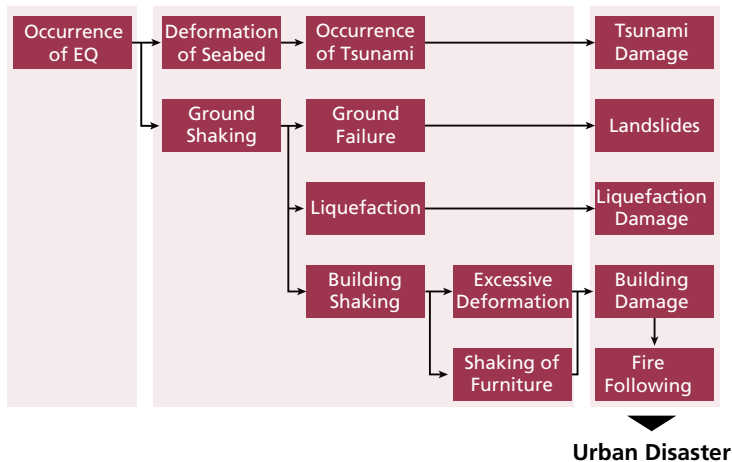 Occurrence
of EQ
Deformation
of Seabed
Occurrence
of Tsunami
Tsunami
Damage
Ground
Shaking
Ground
Failure
Landslides
Liquefaction
Liquefaction
Damage
Building
Shaking
Excessive
Deformation
Building
Damage
Shaking of
Furniture
Fire
Following
Urban Disaster